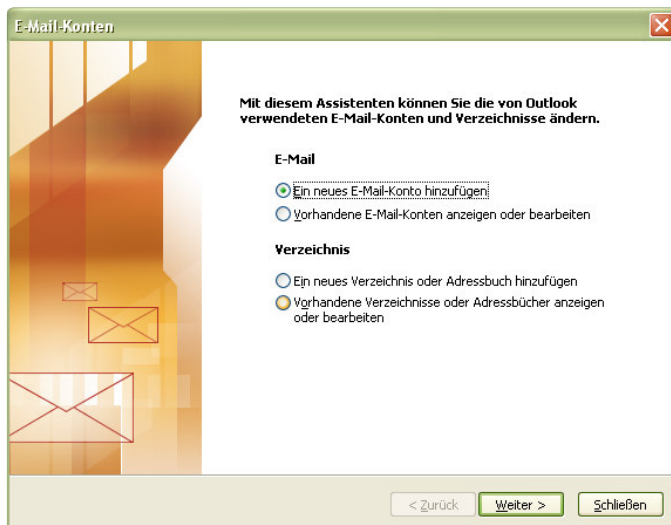 E-Mail-Konten
Mit diesem Assistenten können Sie die von Outlook
verwendeten E-Mail-Konten und Verzeichnisse ändern.
E-Mail
Ein neues E-Mail-Konto hinzufügen
Vorhandene E-Mail-Konten anzeigen oder bearbeiten
Verzeichnis
Ein neues Verzeichnis oder Adressbuch hinzufügen
Vorhandene Verzeichnisse oder Adressbücher anzeigen
oder bearbeiten
< Zurück Weiter > Schließen